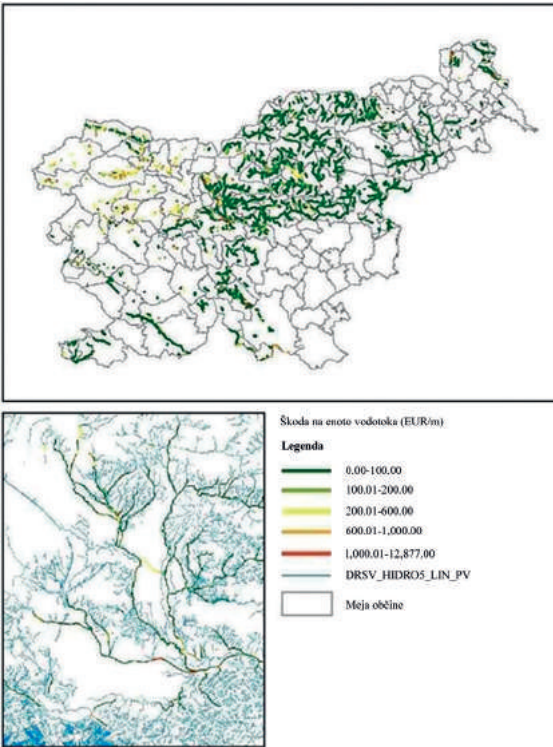 Škoda na enoto vodotoka (EUR/m)
Legenda
0.00-100.00
100.01-200.00
200.01-600.00
600.01-1,000.00
1,000.01-12,877.00
DRSV_HIDRO5_LIN_PV
Meja občine